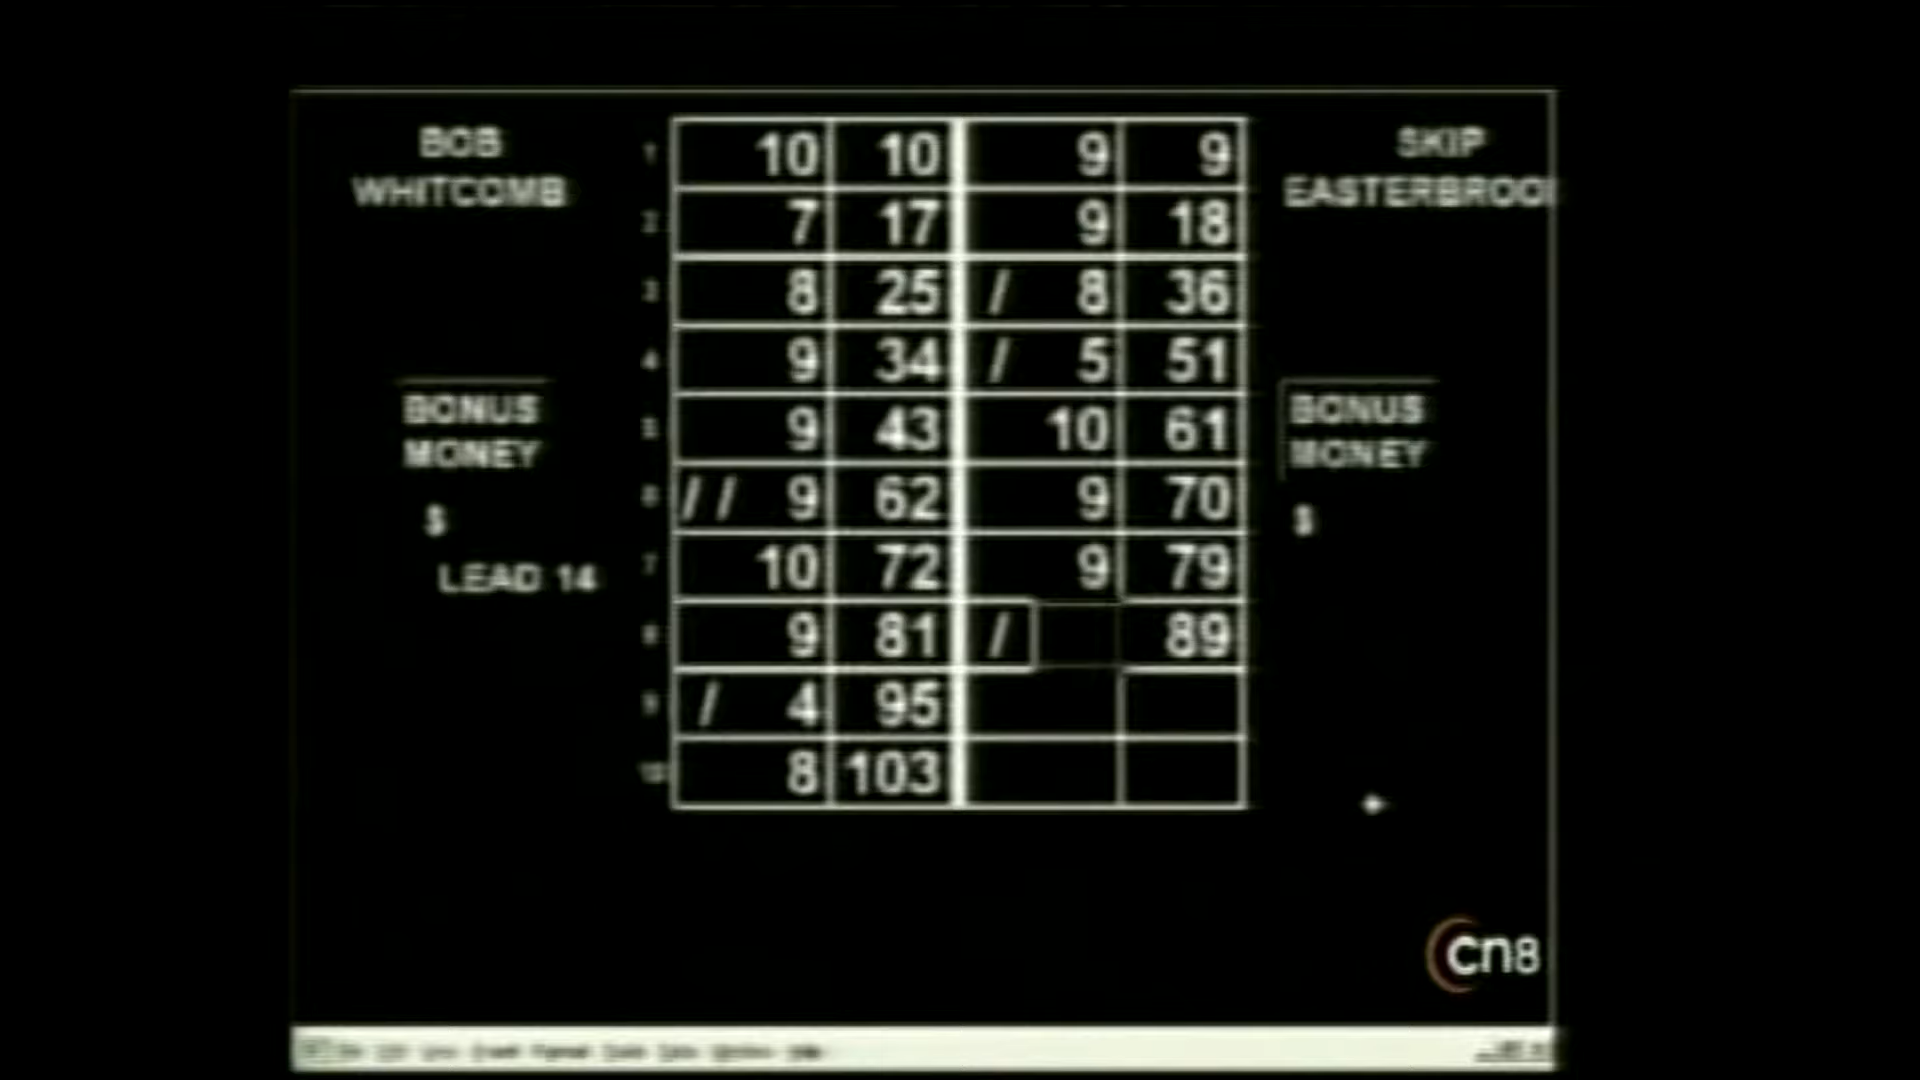 BOB
WHITCOMB
SKIP
EASTERBROO
1 10 10 9 9
2 7 17 9 18
3 8 25 / 8 36
4 9 34 / 5 51
5 9 43 10 61
6 // 9 62 9 70
7 10 72 9 79
8 9 81 / 89
9 / 4 95
10 8 103
BONUS
MONEY
$
LEAD 14
BONUS
MONEY
$
cn8